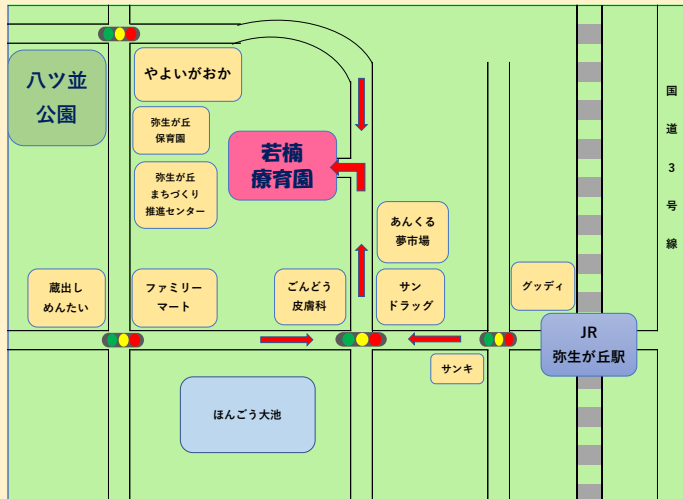 八ツ並
公園
やよいがおか
弥生が丘
保育園
弥生が丘
まちづくり
推進センター
若楠
療育園
国道3号線
あんくる
夢市場
蔵出し
めんたい
ファミリー
マート
ごんどう
皮膚科
サン
ドラッグ
グッディ
JR
弥生が丘駅
サンキ
ほんごう大池